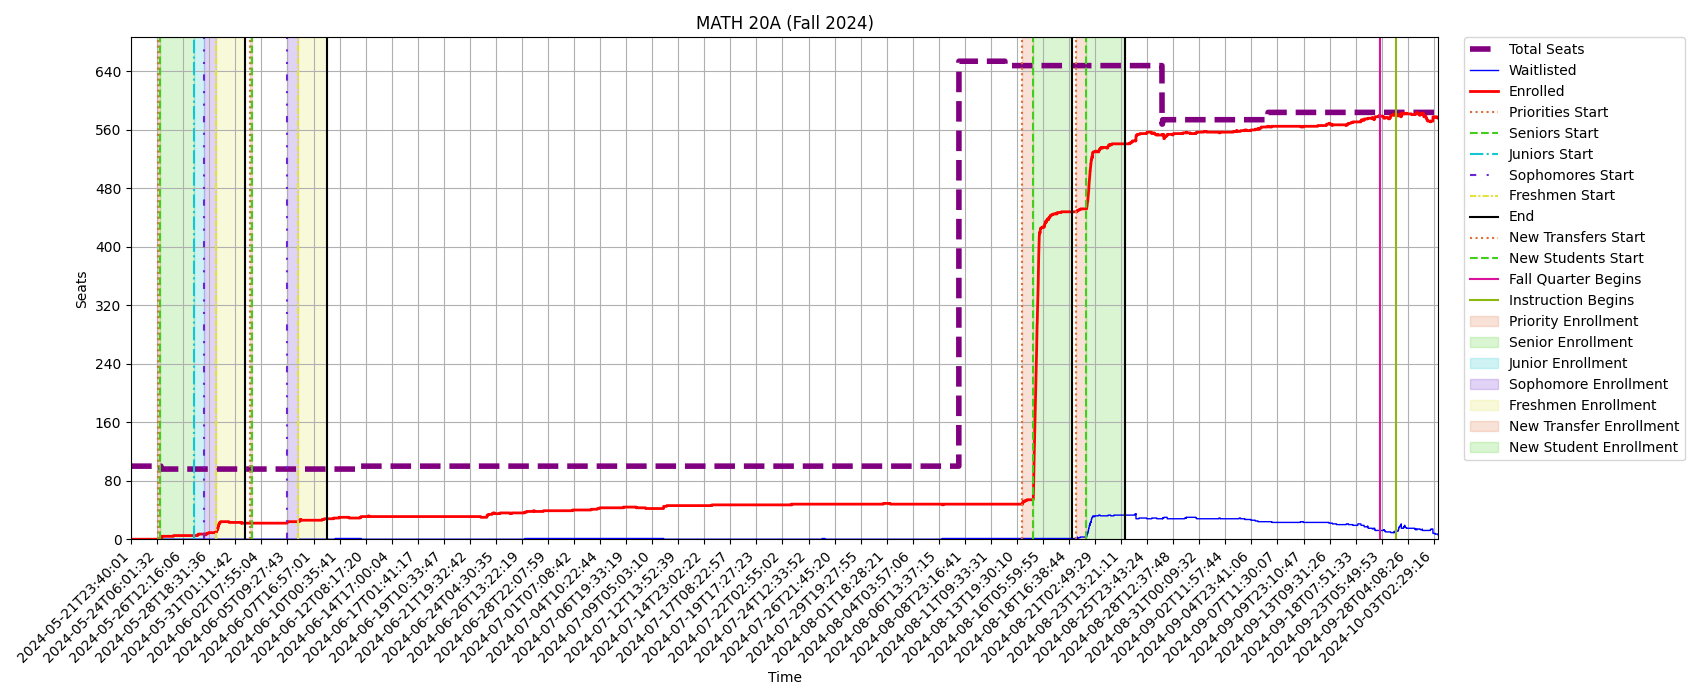 MATH 20A (Fall 2024)
Seats
640
560
480
400
320
240
160
80
0
2024-05-21T23:40:01
2024-05-24T06:01:32
2024-05-26T12:16:06
2024-05-28T18:31:36
2024-05-31T01:11:42
2024-06-02T07:55:04
2024-06-05T09:27:43
2024-06-07T16:57:01
2024-06-10T00:35:41
2024-06-12T08:17:20
2024-06-14T17:00:04
2024-06-17T01:41:17
2024-06-19T10:33:47
2024-06-21T19:32:42
2024-06-24T04:30:35
2024-06-26T13:22:19
2024-06-28T22:07:59
2024-07-01T07:08:42
2024-07-04T10:22:44
2024-07-06T19:33:19
2024-07-09T05:03:10
2024-07-12T13:52:39
2024-07-14T23:02:22
2024-07-17T08:22:57
2024-07-19T17:27:23
2024-07-22T02:55:02
2024-07-24T12:33:52
2024-07-26T21:45:20
2024-07-29T19:27:55
2024-08-01T18:28:21
2024-08-04T03:57:06
2024-08-06T13:37:15
2024-08-08T23:16:41
2024-08-11T09:33:31
2024-08-13T19:30:10
2024-08-16T05:59:53
2024-08-18T16:38:44
2024-08-21T02:49:29
2024-08-23T13:21:11
2024-08-25T23:43:24
2024-08-28T12:37:48
2024-08-31T00:09:32
2024-09-02T11:57:44
2024-09-04T23:41:06
2024-09-07T11:30:07
2024-09-09T23:10:47
2024-09-13T09:31:26
2024-09-18T07:51:33
2024-09-23T05:49:53
2024-09-28T04:08:26
2024-10-03T02:29:16
Time
Total Seats
Waitlisted
Enrolled
Priorities Start
Seniors Start
Juniors Start
Sophomores Start
Freshmen Start
End
New Transfers Start
New Students Start
Fall Quarter Begins
Instruction Begins
Priority Enrollment
Senior Enrollment
Junior Enrollment
Sophomore Enrollment
Freshmen Enrollment
New Transfer Enrollment
New Student Enrollment